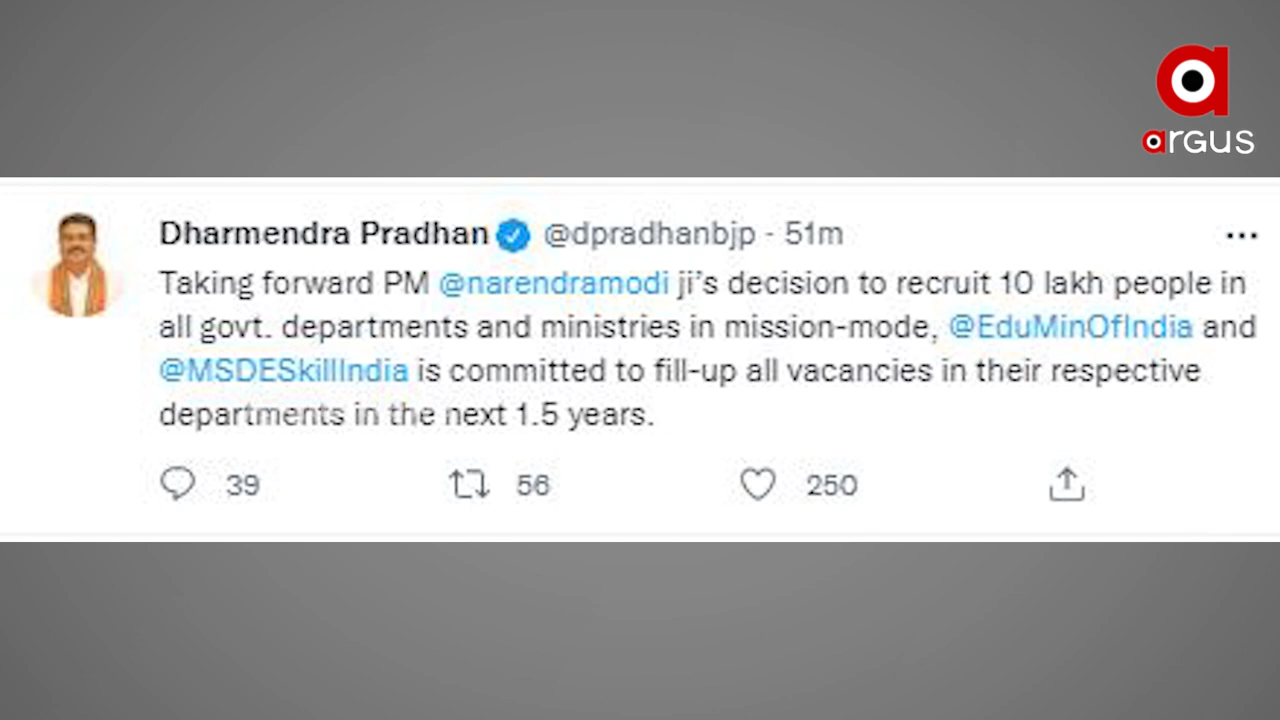 argus
Dharmendra Pradhan @dpradhanbjp · 51m
Taking forward PM @narendramodi ji's decision to recruit 10 lakh people in
all govt. departments and ministries in mission-mode, @EduMinOfIndia and
@MSDESkillIndia is committed to fill-up all vacancies in their respective
departments in the next 1.5 years.
39 56 250